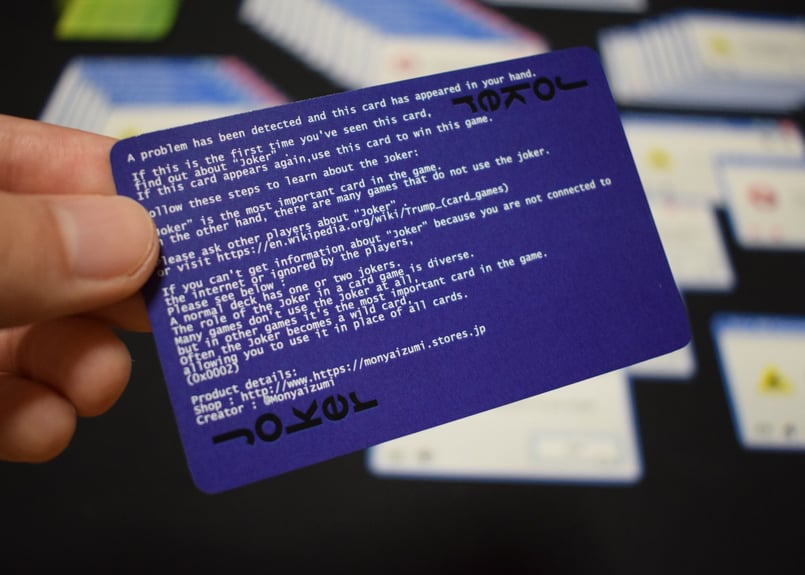 Joker
A problem has been detected and this card has appeared in your hand.
If this is the first time you've seen this card,
find out about "Joker".
If this card appears again,use this card to win this game.
ollow these steps to learn about the Joker:
Joker" is the most important card in the game.
the other hand, there are many games that do not use the joker.
lease ask other players about "Joker"
or visit https://en.wikipedia.org/wiki/Trump_(card_games)
If you can't get information about "Joker" because you are not connected to
the internet or ignored by the players,
Please see below :
A normal deck has one or two jokers.
The role of the Joker in a card game is diverse.
Many games don't use the Joker at all,
but in other games it's the most important card in the game.
Often the Joker becomes a wild card,
allowing you to use it in place of all cards.
(0x0002)
Product details:
shop : http://www.https://monyaizumi.stores.jp
Creator : @Monyaizumi
Joker